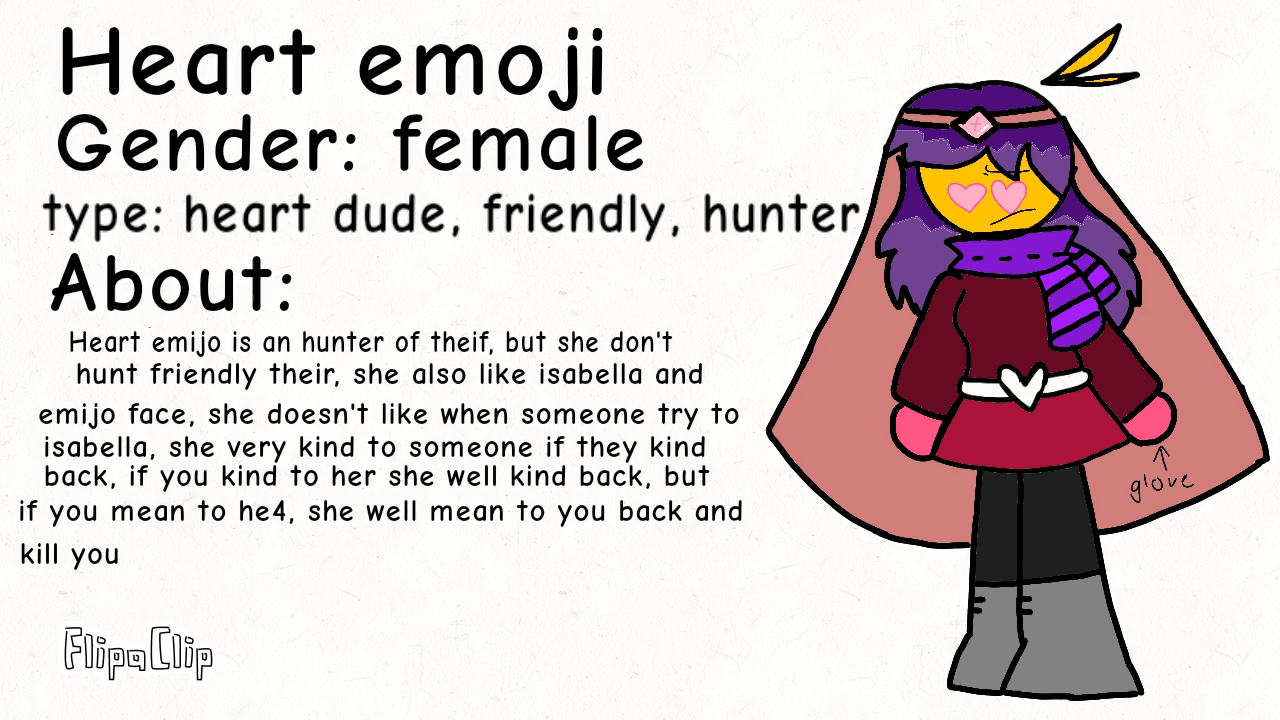 Heart emoji
Gender: female
type: heart dude, friendly, hunter
About:
Heart emijo is an hunter of theif, but she don't
hunt friendly their, she also like isabella and
emijo face, she doesn't like when someone try to
isabella, she very kind to someone if they kind
back, if you kind to her she well kind back, but
if you mean to he4, she well mean to you back and
kill you
glove
FlipaClip